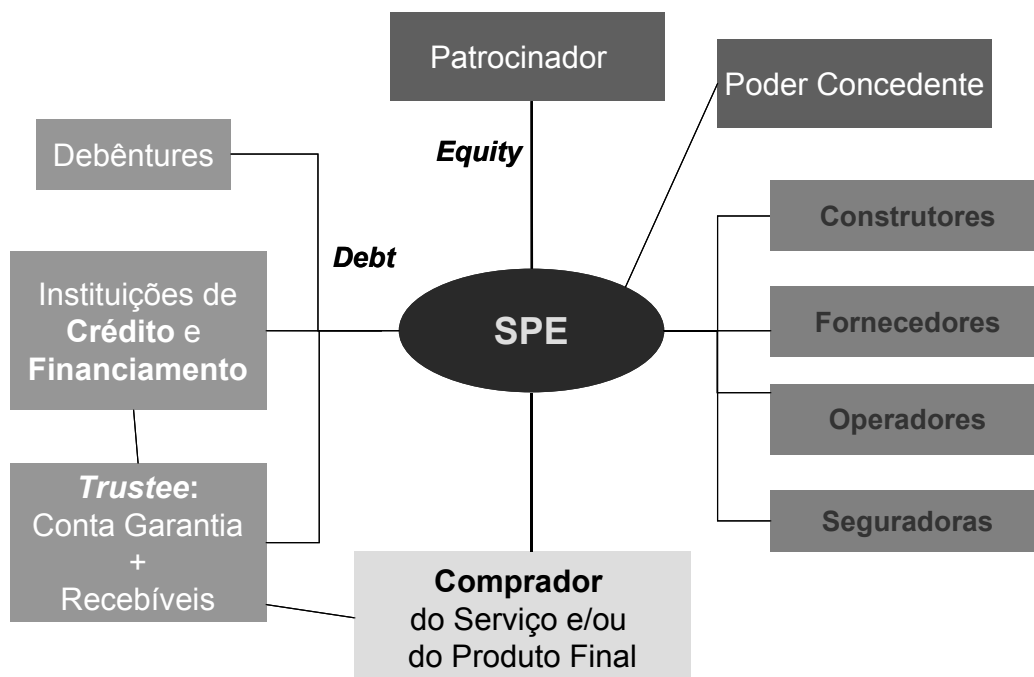 Patrocinador
Poder Concedente
Debêntures
Equity
Construtores
Debt
Instituições de
Crédito e
Financiamento
SPE
Fornecedores
Operadores
Trustee:
Conta Garantia
+
Recebíveis
Seguradoras
Comprador
do Serviço e/ou
do Produto Final